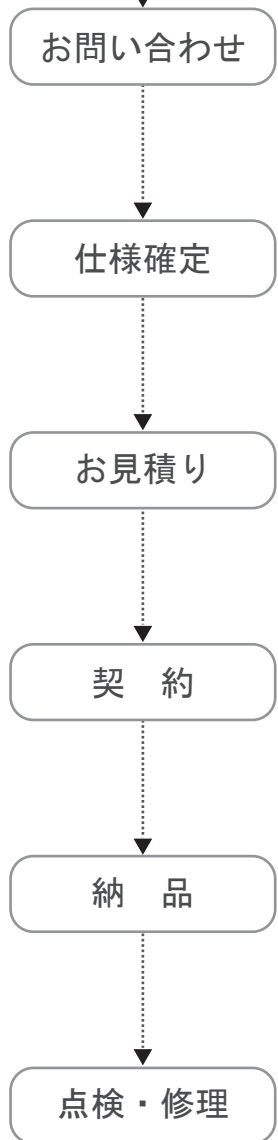 お問い合わせ
仕様確定
お見積り
契　約
納　品
点検・修理